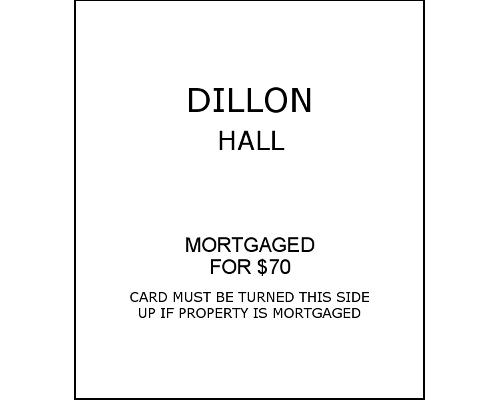 DILLON
HALL
MORTGAGED
FOR $70
CARD MUST BE TURNED THIS SIDE
UP IF PROPERTY IS MORTGAGED